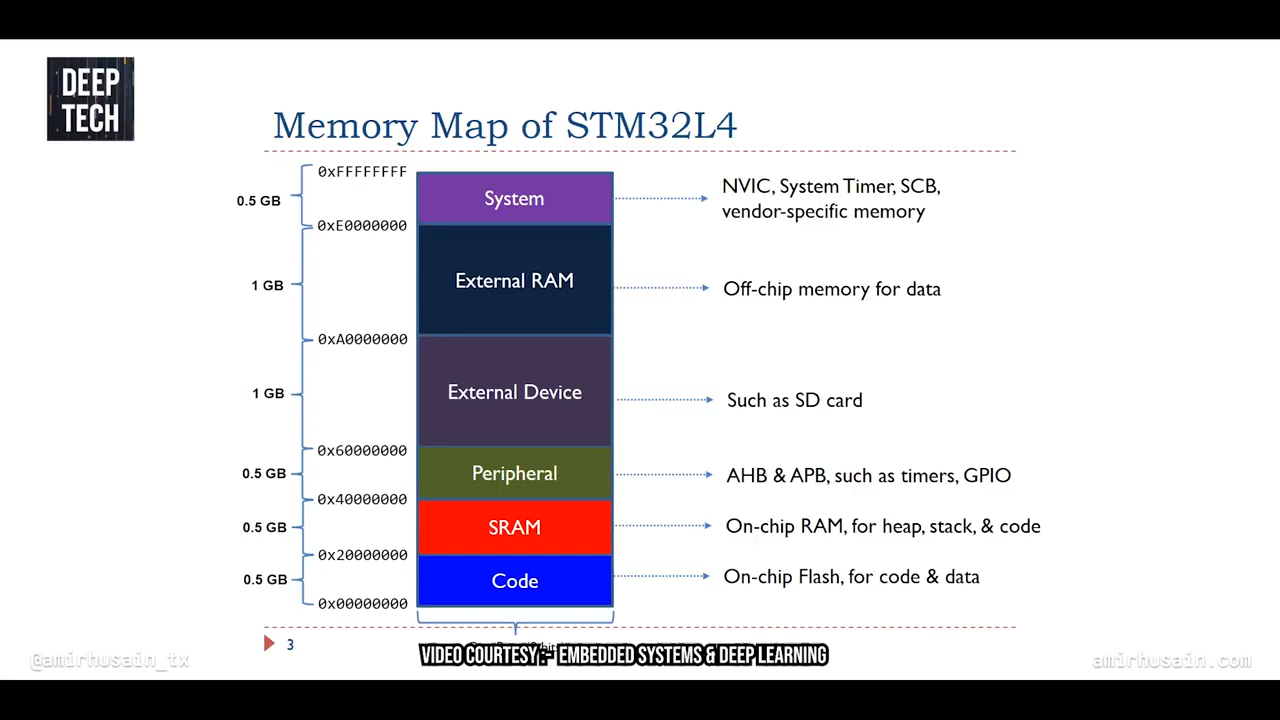 DEEP
TECH
Memory Map of STM32L4
0xFFFFFFFF
0.5 GB
System
NVIC, System Timer, SCB,
vendor-specific memory
0xE0000000
1 GB
External RAM
Off-chip memory for data
0xA0000000
1 GB
External Device
Such as SD card
0x60000000
0.5 GB
Peripheral
AHB & APB, such as timers, GPIO
0x40000000
0.5 GB
SRAM
On-chip RAM, for heap, stack, & code
0x20000000
0.5 GB
Code
On-chip Flash, for code & data
0x00000000
3
VIDEO COURTESY :- EMBEDDED SYSTEMS & DEEP LEARNING
@amirhusain_tx
amirhusain.com